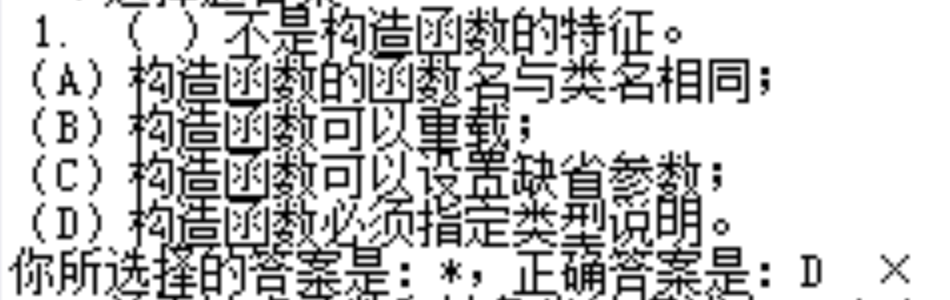 1. ( ) 不是构造函数的特征。
(A) 构造函数的函数名与类名相同;
(B) 构造函数可以重载;
(C) 构造函数可以设置缺省参数;
(D) 构造函数必须指定类型说明。
你所选择的答案是: *, 正确答案是: D ×